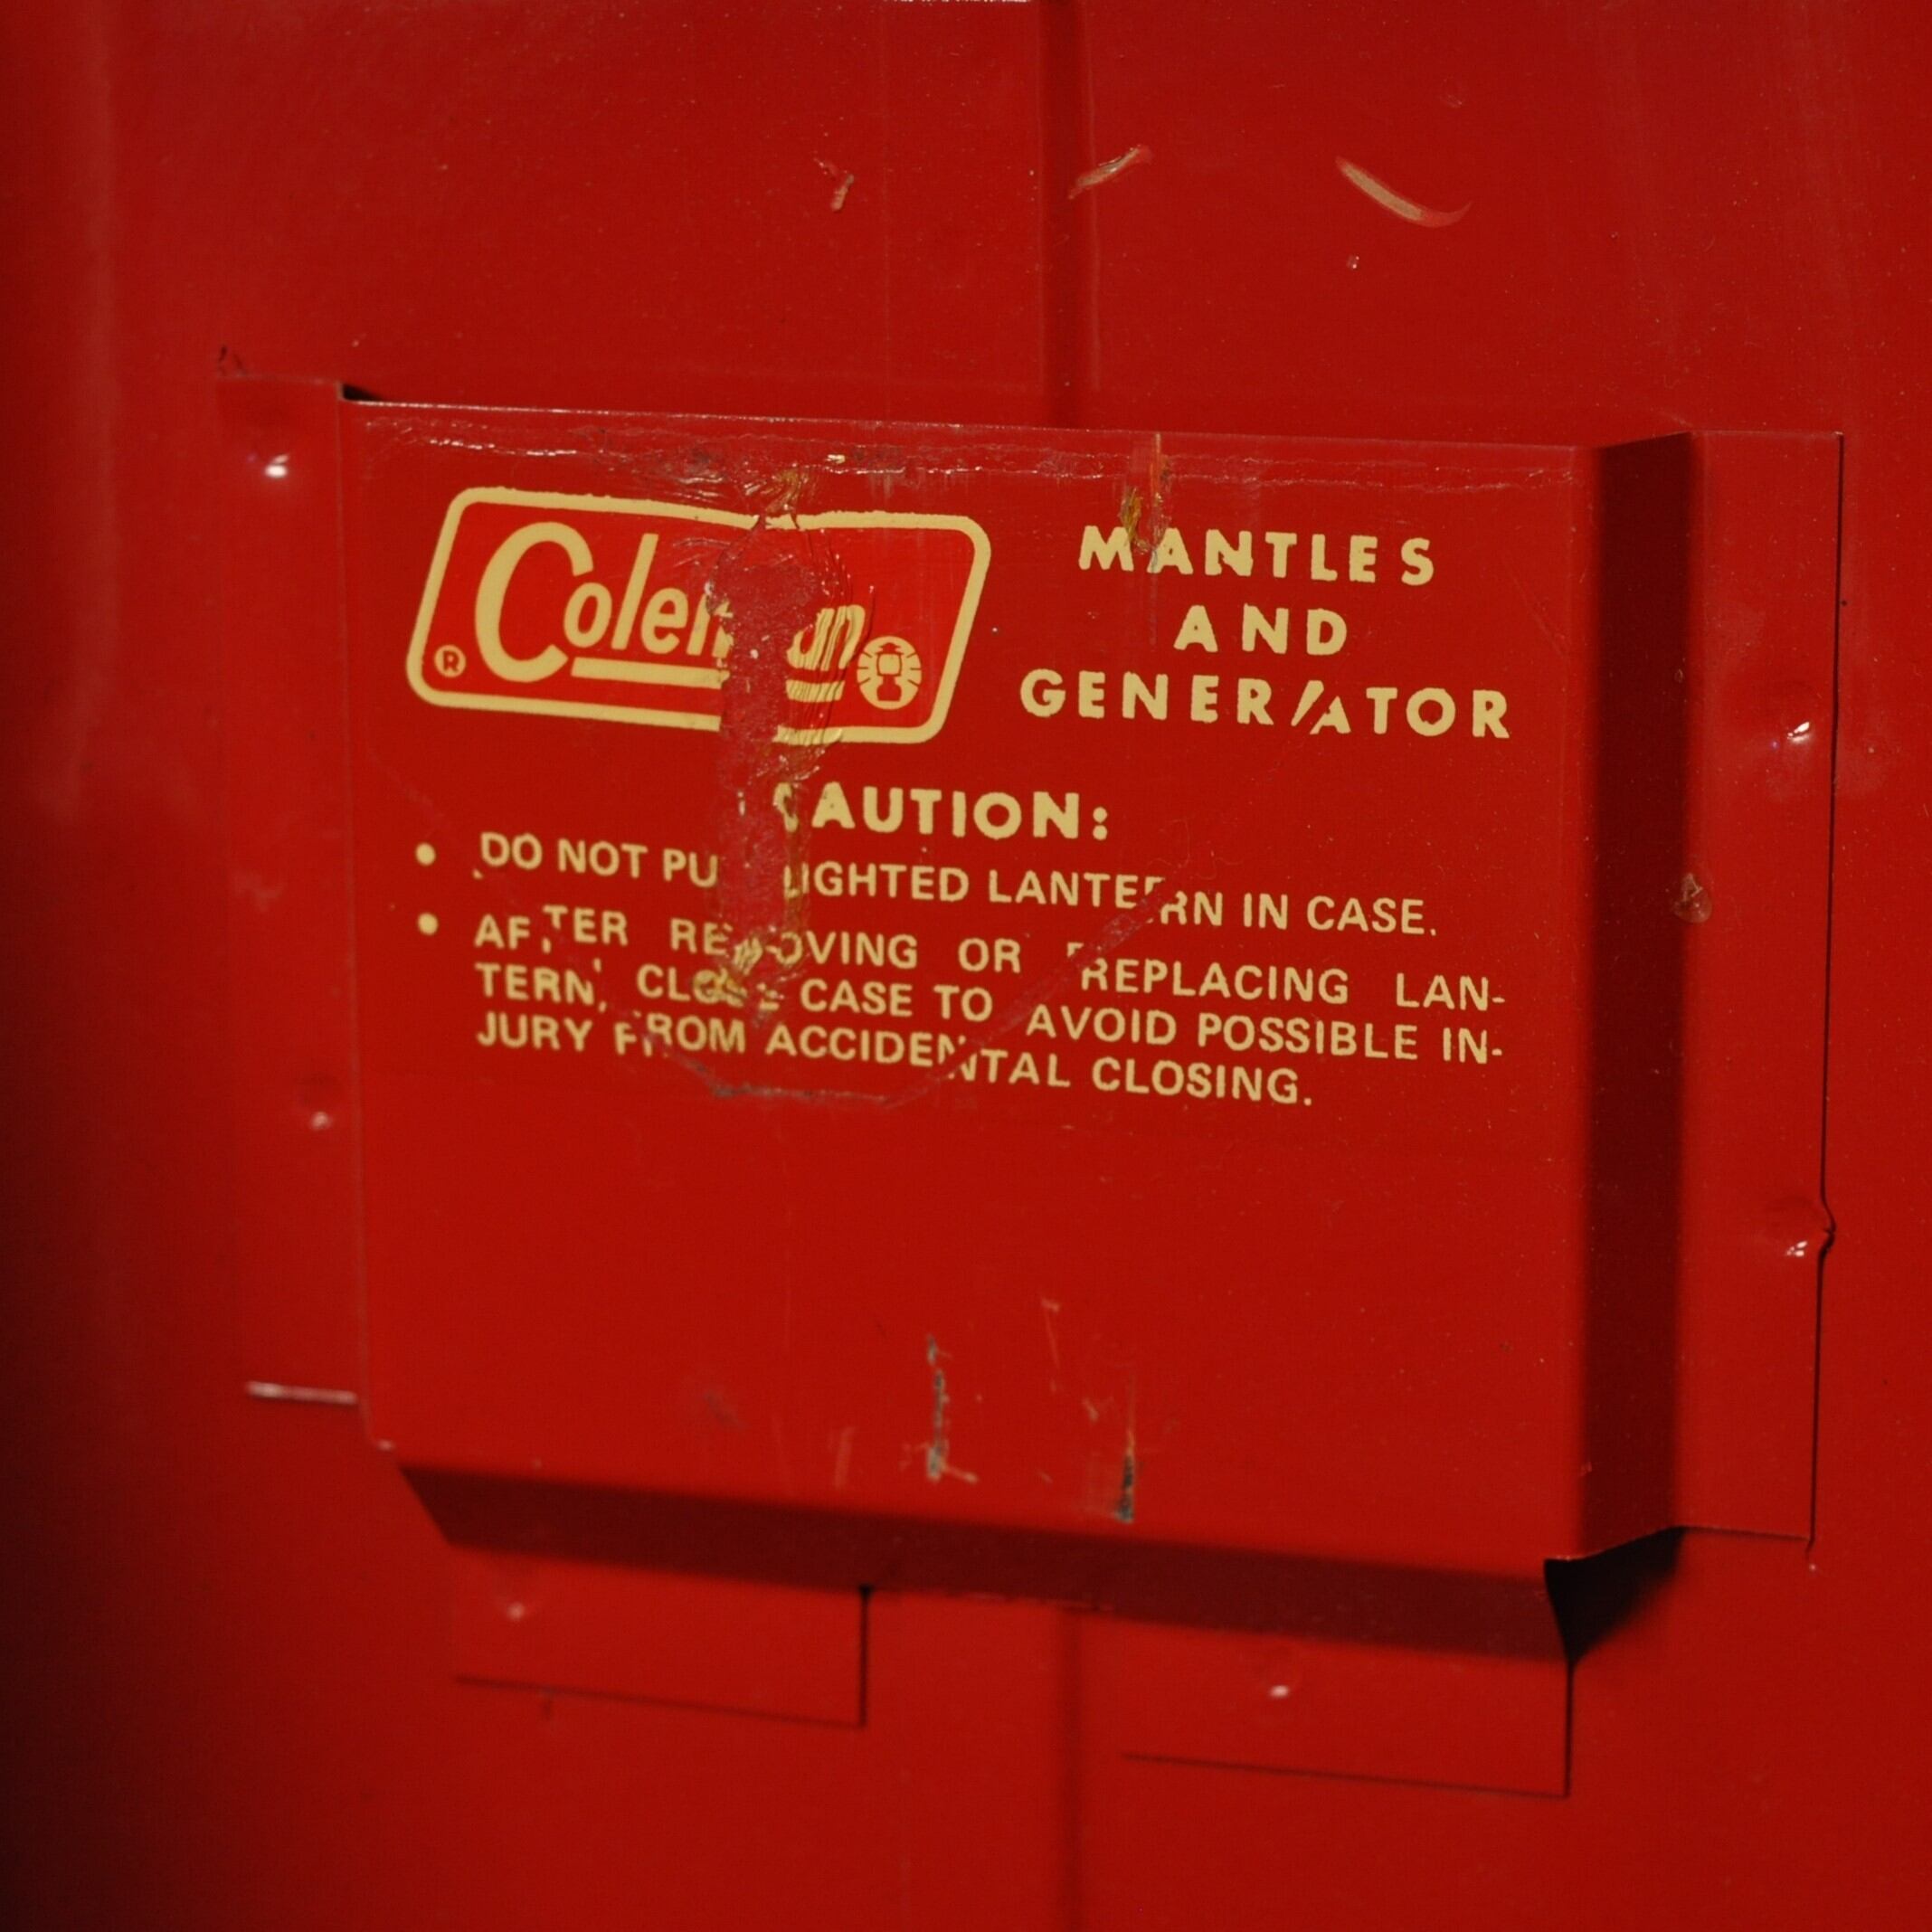 Coleman
®
MANTLES
AND
GENERATOR
CAUTION:
• DO NOT PUT LIGHTED LANTERN IN CASE.
• AFTER REMOVING OR REPLACING LAN-
TERN, CLOSE CASE TO AVOID POSSIBLE IN-
JURY FROM ACCIDENTAL CLOSING.